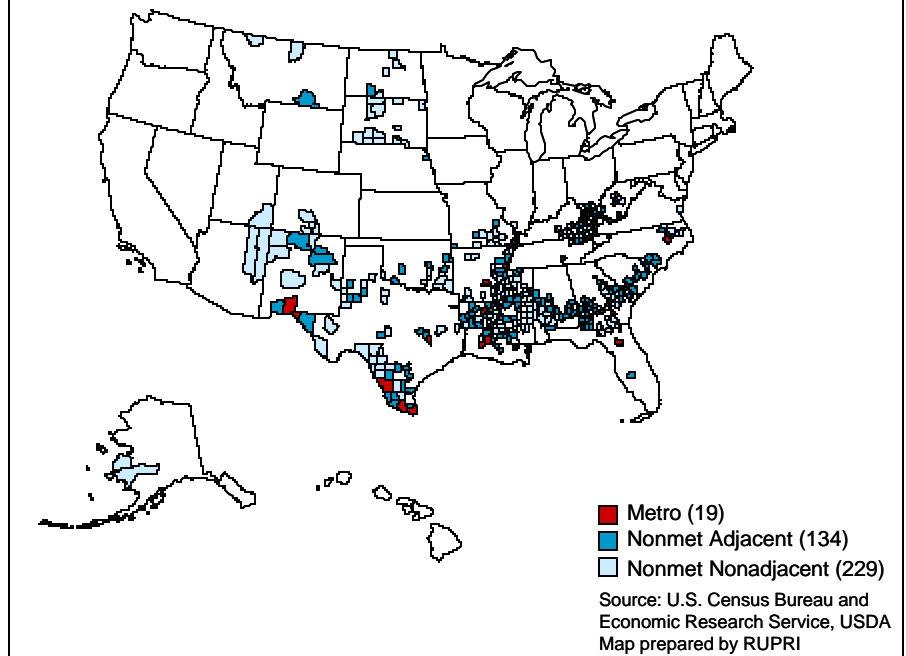 Metro (19)
Nonmet Adjacent (134)
Nonmet Nonadjacent (229)
Source: U.S. Census Bureau and
Economic Research Service, USDA
Map prepared by RUPRI